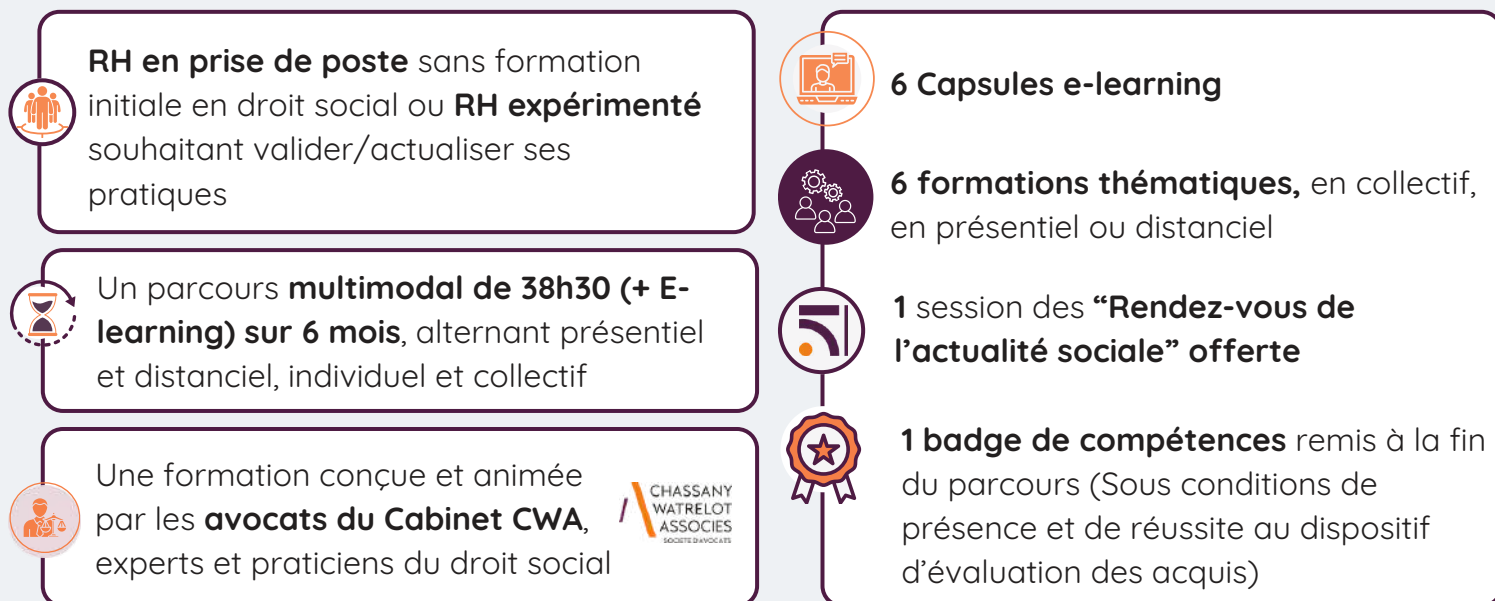 RH en prise de poste sans formation
initiale en droit social ou RH expérimenté
souhaitant valider/actualiser ses
pratiques
Un parcours multimodal de 38h30 (+ E-
learning) sur 6 mois, alternant présentiel
et distanciel, individuel et collectif
Une formation conçue et animée
par les avocats du Cabinet CWA,
experts et praticiens du droit social
CHASSANY
WATRELOT
ASSOCIES
SOCIETE D'AVOCATS
6 Capsules e-learning
6 formations thématiques, en collectif,
en présentiel ou distanciel
1 session des “Rendez-vous de
l’actualité sociale” offerte
1 badge de compétences remis à la fin
du parcours (Sous conditions de
présence et de réussite au dispositif
d’évaluation des acquis)